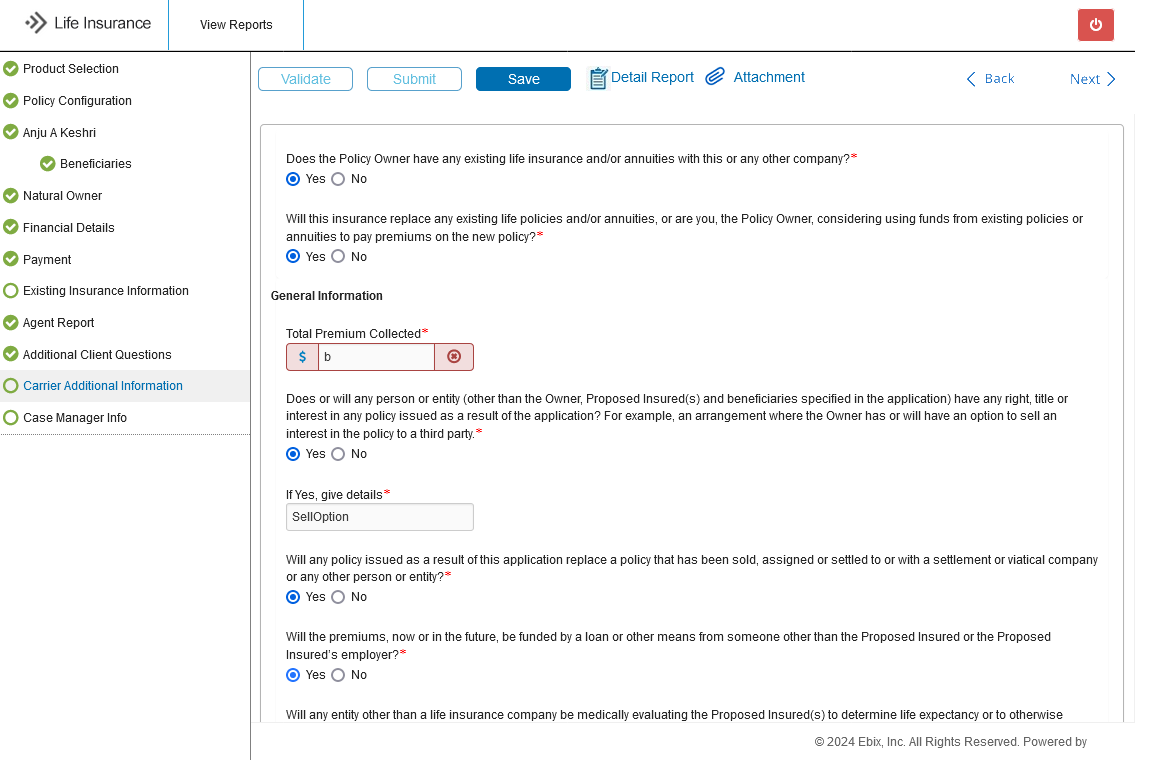 Life Insurance
View Reports
Product Selection
Policy Configuration
Anju A Keshri
Beneficiaries
Natural Owner
Financial Details
Payment
Existing Insurance Information
Agent Report
Additional Client Questions
Carrier Additional Information
Case Manager Info
Validate
Submit
Save
Detail Report
Attachment
Back
Next
Does the Policy Owner have any existing life insurance and/or annuities with this or any other company?*
Yes No
Will this insurance replace any existing life policies and/or annuities, or are you, the Policy Owner, considering using funds from existing policies or
annuities to pay premiums on the new policy?*
Yes No
General Information
Total Premium Collected*
$ b
Does or will any person or entity (other than the Owner, Proposed Insured(s) and beneficiaries specified in the application) have any right, title or
interest in any policy issued as a result of the application? For example, an arrangement where the Owner has or will have an option to sell an
interest in the policy to a third party.*
Yes No
If Yes, give details*
SellOption
Will any policy issued as a result of this application replace a policy that has been sold, assigned or settled to or with a settlement or viatical company
or any other person or entity?*
Yes No
Will the premiums, now or in the future, be funded by a loan or other means from someone other than the Proposed Insured or the Proposed
Insured's employer?*
Yes No
Will any entity other than a life insurance company be medically evaluating the Proposed Insured(s) to determine life expectancy or to otherwise
© 2024 Ebix, Inc. All Rights Reserved. Powered by